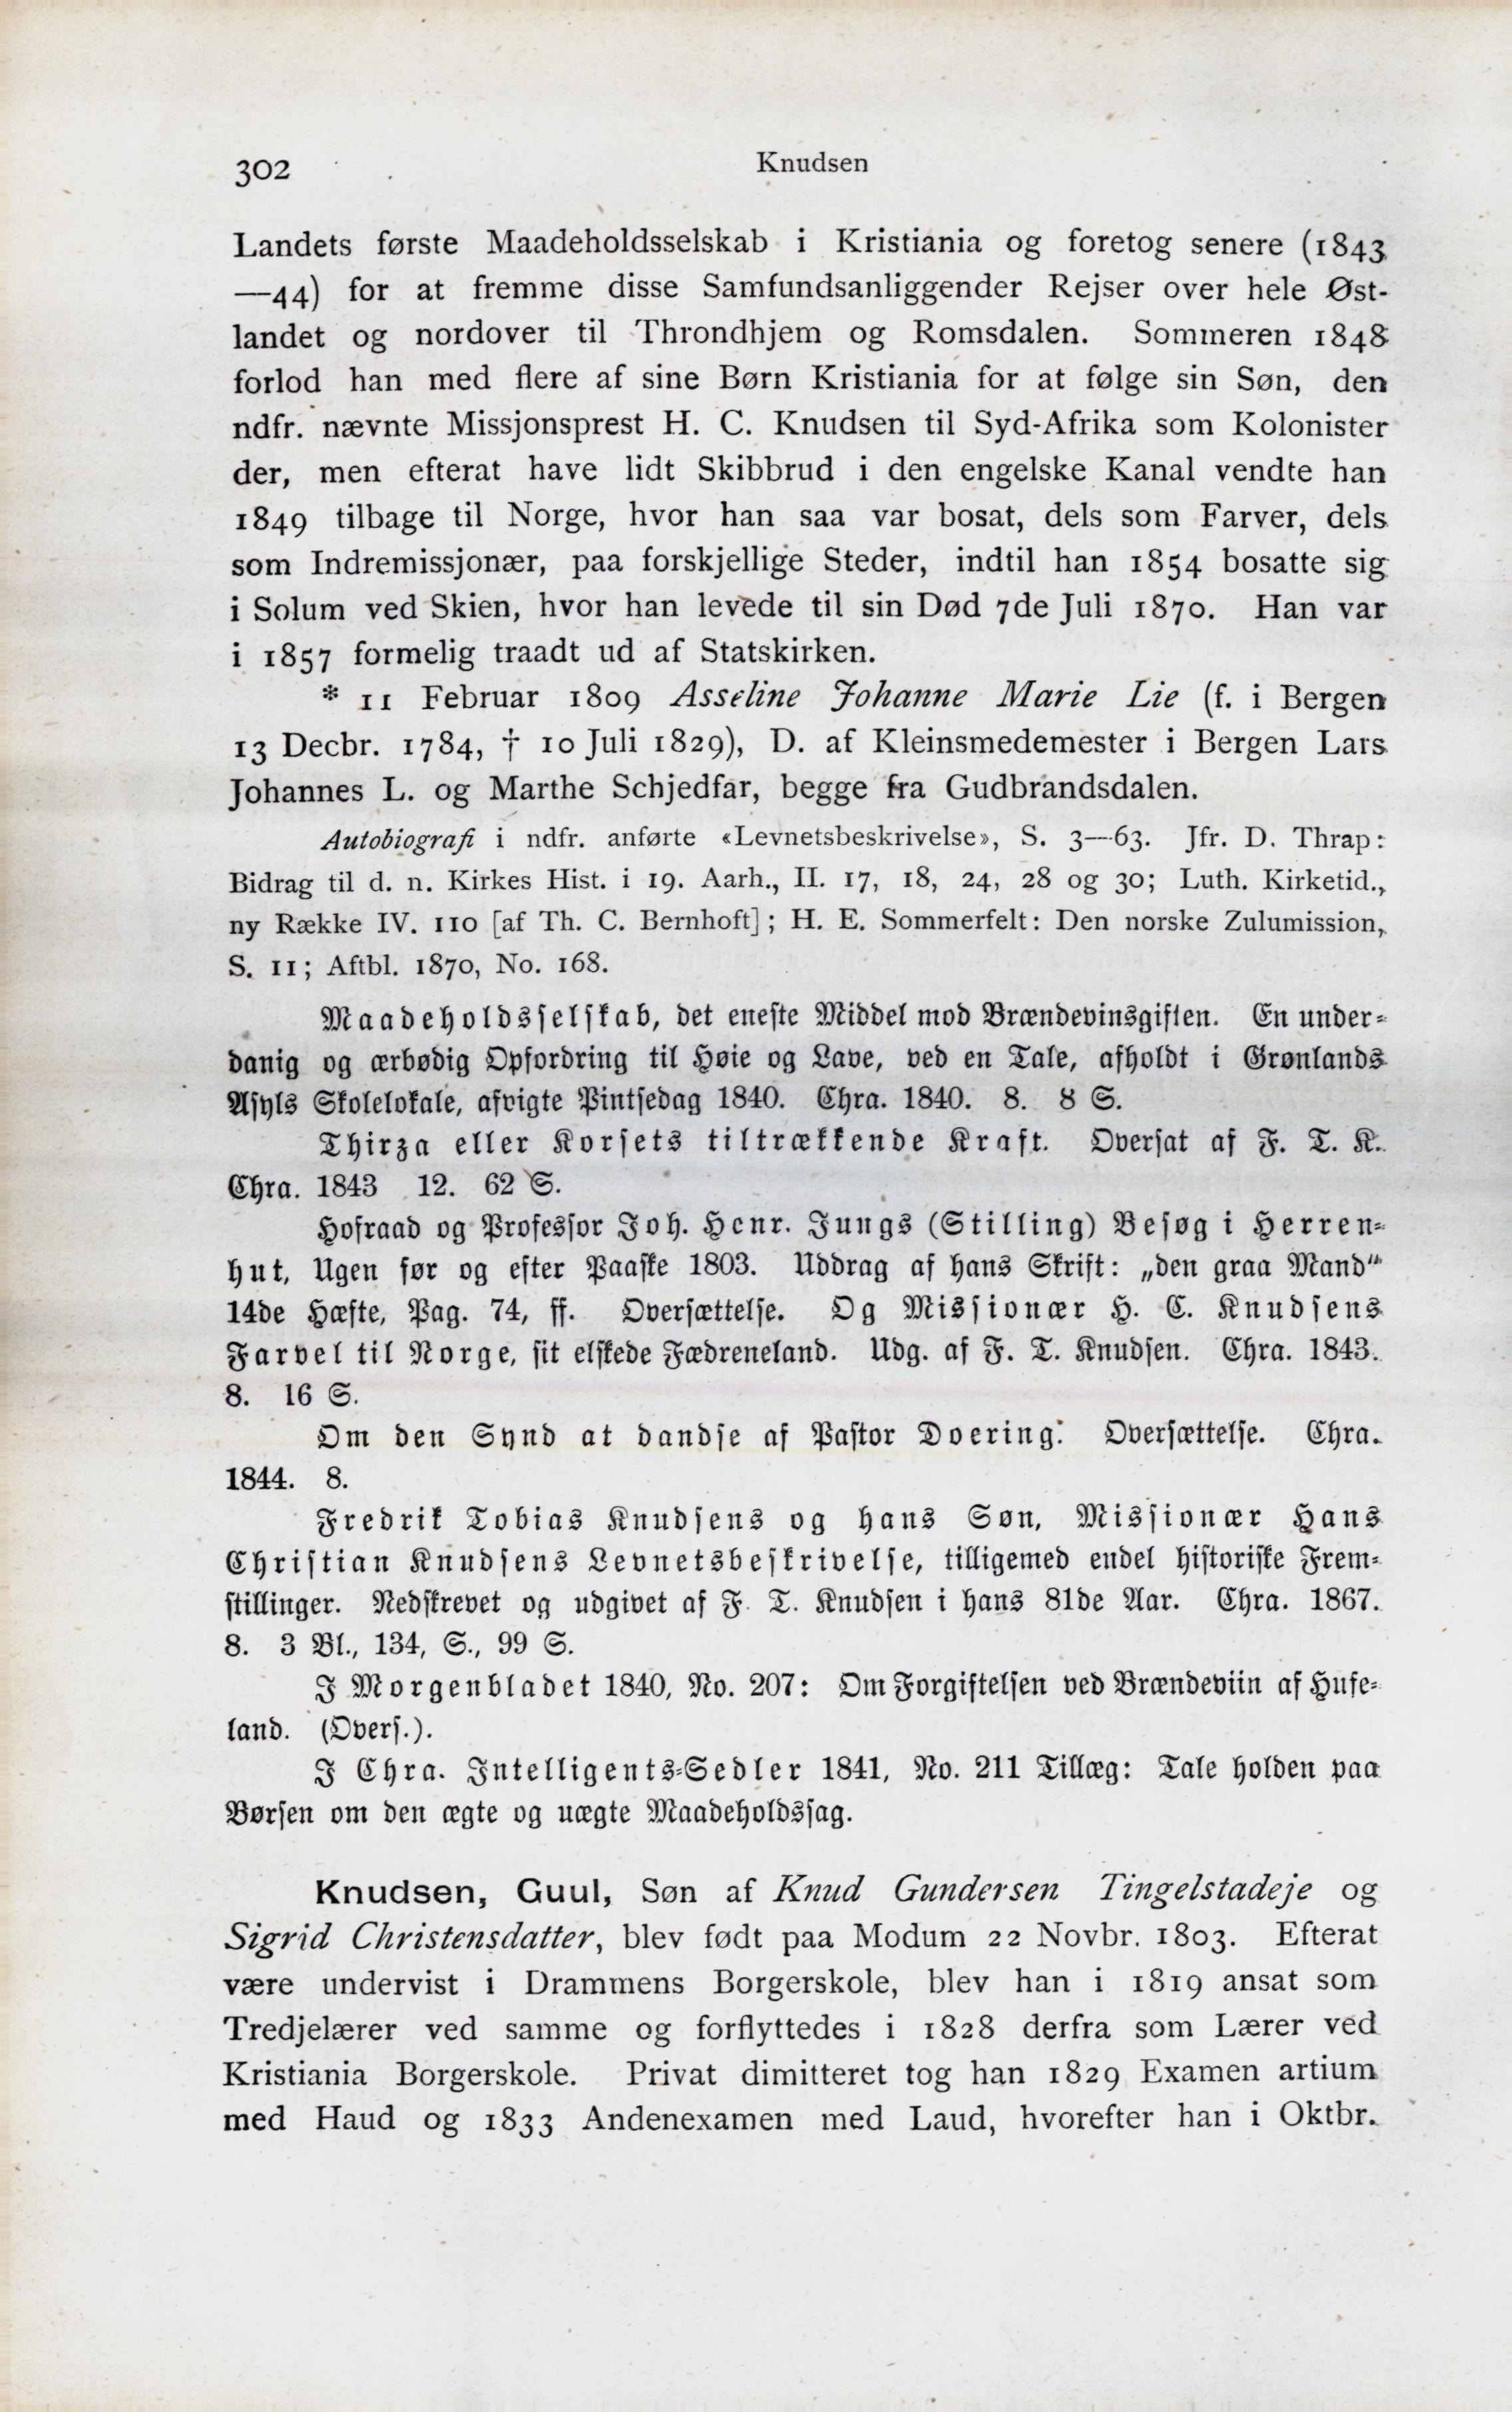 302
Knudsen
Landets første Maadeholdsselskab i Kristiania og foretog senere (1843
—44) for at fremme disse Samfundsanliggender Rejser over hele Øst-
landet og nordover til Throndhjem og Romsdalen. Sommeren 1848
forlod han med flere af sine Børn Kristiania for at følge sin Søn, den
ndfr. nævnte Missjonsprest H. C. Knudsen til Syd-Afrika som Kolonister
der, men efterat have lidt Skibbrud i den engelske Kanal vendte han
1849 tilbage til Norge, hvor han saa var bosat, dels som Farver, dels
som Indremissjonær, paa forskjellige Steder, indtil han 1854 bosatte sig
i Solum ved Skien, hvor han levede til sin Død 7de Juli 1870. Han var
i 1857 formelig traadt ud af Statskirken.
* 11 Februar 1809 Asseline Johanne Marie Lie (f. i Bergen
13 Decbr. 1784, † 10 Juli 1829), D. af Kleinsmedemester i Bergen Lars
Johannes L. og Marthe Schjedfar, begge fra Gudbrandsdalen.
Autobiografi i ndfr. anførte «Levnetsbeskrivelse», S. 3—63. Jfr. D. Thrap:
Bidrag til d. n. Kirkes Hist. i 19. Aarh., II. 17, 18, 24, 28 og 30; Luth. Kirketid.,
ny Række IV. 110 [af Th. C. Bernhoft]; H. E. Sommerfelt: Den norske Zulumission,
S. 11; Aftbl. 1870, No. 168.
Maadeholdsselskab, det eneste Middel mod Brændevinsgiften. En under-
danig og ærbødig Opfordring til Høie og Lave, ved en Tale, afholdt i Grønlands
Asyls Skolelokale, afvigte Pintsedag 1840. Chra. 1840. 8. 8 S.
Thirza eller Korsets tiltrækkende Kraft. Oversat af F. T. K.
Chra. 1843 12. 62 S.
Hofraad og Professor Joh. Henr. Jungs (Stilling) Besøg i Herren-
hut, Ugen før og efter Paaske 1803. Uddrag af hans Skrift: „den graa Mand“
14de Hæfte, Pag. 74, ff. Oversættelse. Og Missionær H. C. Knudsens
Farvel til Norge, sit elskede Fædreneland. Udg. af F. T. Knudsen. Chra. 1843.
8. 16 S.
Om den Synd at dandse af Pastor Doering. Oversættelse. Chra.
1844. 8.
Fredrik Tobias Knudsens og hans Søn, Missionær Hans
Christian Knudsens Levnetsbeskrivelse, tilligemed endel historiske Frem-
stillinger. Nedskrevet og udgivet af F. T. Knudsen i hans 81de Aar. Chra. 1867.
8. 3 Bl., 134, S., 99 S.
I Morgenbladet 1840, No. 207: Om Forgiftelsen ved Brændeviin af Hufe-
land. (Overs.).
I Chra. Intelligents-Sedler 1841, No. 211 Tillæg: Tale holden paa
Børsen om den ægte og uægte Maadeholdssag.
Knudsen, Guul, Søn af Knud Gundersen Tingelstadeje og
Sigrid Christensdatter, blev født paa Modum 22 Novbr. 1803. Efterat
være undervist i Drammens Borgerskole, blev han i 1819 ansat som
Tredjelærer ved samme og forflyttedes i 1828 derfra som Lærer ved
Kristiania Borgerskole. Privat dimitteret tog han 1829 Examen artium
med Haud og 1833 Andenexamen med Laud, hvorefter han i Oktbr.